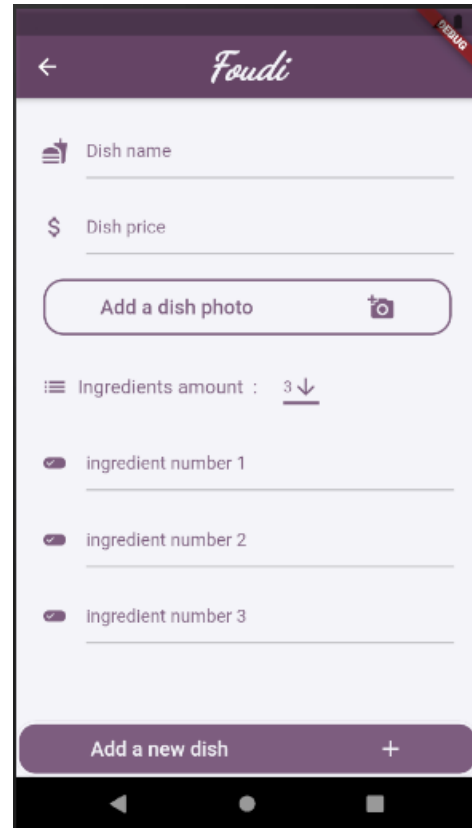 DEBUG
Foudi
Dish name
$ Dish price
Add a dish photo
Ingredients amount : 3
ingredient number 1
ingredient number 2
ingredient number 3
Add a new dish +